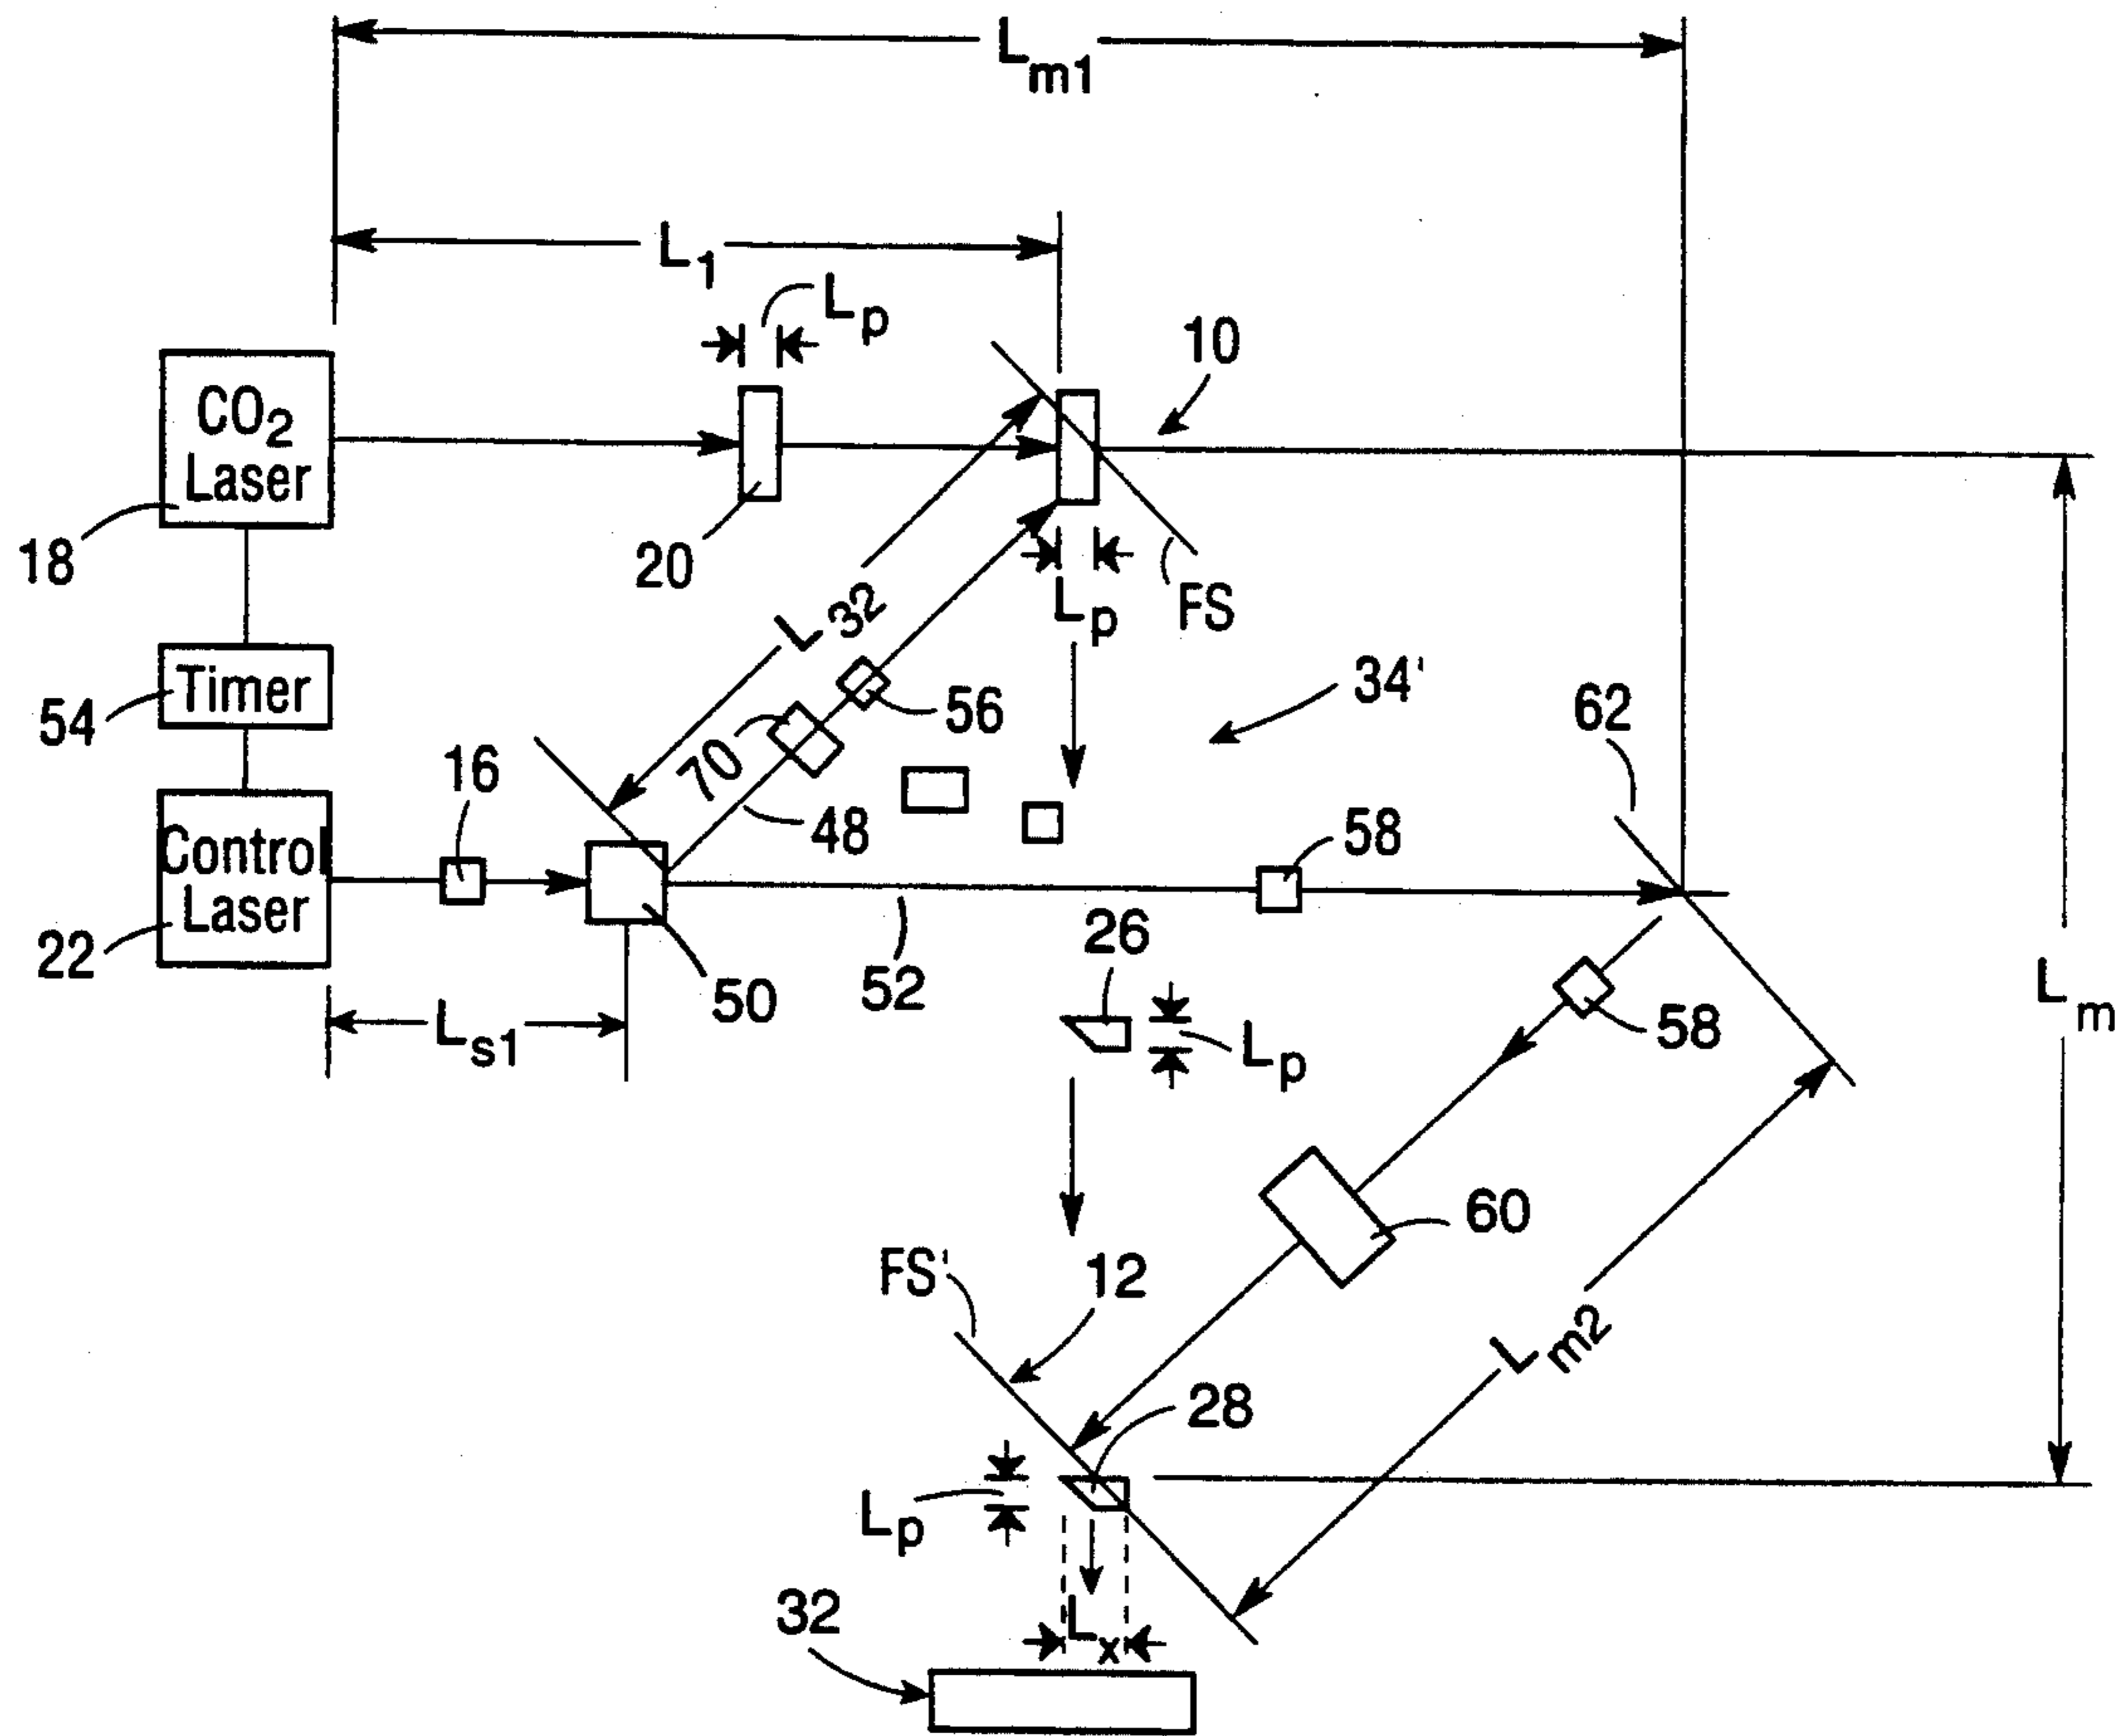 Lm1
L1
Lp
10
CO2
Laser
18
20
Lp
FS
L32
34'
Timer
54
56
62
70
16
48
58
Control
Laser
22
50
52
26
Ls1
Lp
58
Lm
60
FS'
12
Lm2
28
Lp
Lx
32